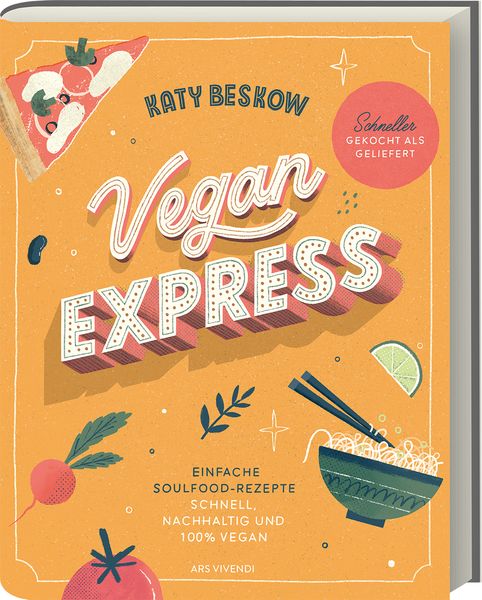 KATY BESKOW
Schneller
GEKOCHT ALS
GELIEFERT
Vegan
EXPRESS
EINFACHE
SOULFOOD-REZEPTE
SCHNELL,
NACHHALTIG UND
100% VEGAN
ARS VIVENDI